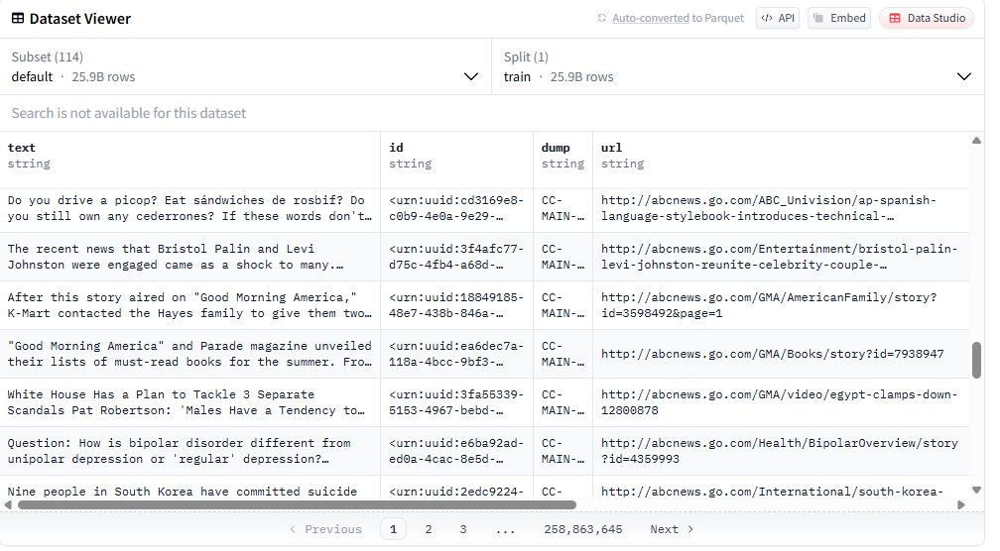 Dataset Viewer
Auto-converted to Parquet
API
Embed
Data Studio
Subset (114)
default · 25.9B rows
Split (1)
train · 25.9B rows
Search is not available for this dataset
text
string
id
string
dump
string
url
string
Do you drive a picop? Eat sándwiches de rosbif? Do
you still own any cederrones? If these words don't…
<urn:uuid:cd3169e8-
c0b9-4e0a-9e29-…
CC-
MAIN-…
http://abcnews.go.com/ABC_Univision/ap-spanish-
language-stylebook-introduces-technical-…
The recent news that Bristol Palin and Levi
Johnston were engaged came as a shock to many.…
<urn:uuid:3f4afc77-
d75c-4fb4-a68d-…
CC-
MAIN-…
http://abcnews.go.com/Entertainment/bristol-palin-
levi-johnston-reunite-celebrity-couple-…
After this story aired on "Good Morning America,"
K-Mart contacted the Hayes family to give them two…
<urn:uuid:18849185-
48e7-438b-846a-…
CC-
MAIN-…
http://abcnews.go.com/GMA/AmericanFamily/story?
id=3598492&page=1
"Good Morning America" and Parade magazine unveiled
their lists of must-read books for the summer. Fro…
<urn:uuid:ea6dec7a-
118a-4bcc-9bf3-…
CC-
MAIN-…
http://abcnews.go.com/GMA/Books/story?id=7938947
White House Has a Plan to Tackle 3 Separate
Scandals Pat Robertson: 'Males Have a Tendency to…
<urn:uuid:3fa55339-
5153-4967-bebd-…
CC-
MAIN-…
http://abcnews.go.com/GMA/video/egypt-clamps-down-
12800878
Question: How is bipolar disorder different from
unipolar depression or 'regular' depression?…
<urn:uuid:e6ba92ad-
ed0a-4cac-8e5d-…
CC-
MAIN-…
http://abcnews.go.com/Health/BipolarOverview/story
?id=4359993
Nine people in South Korea have committed suicide
<urn:uuid:2edc9224-
CC-
http://abcnews.go.com/International/south-korea-
< Previous
1
2
3
...
258,863,645
Next >